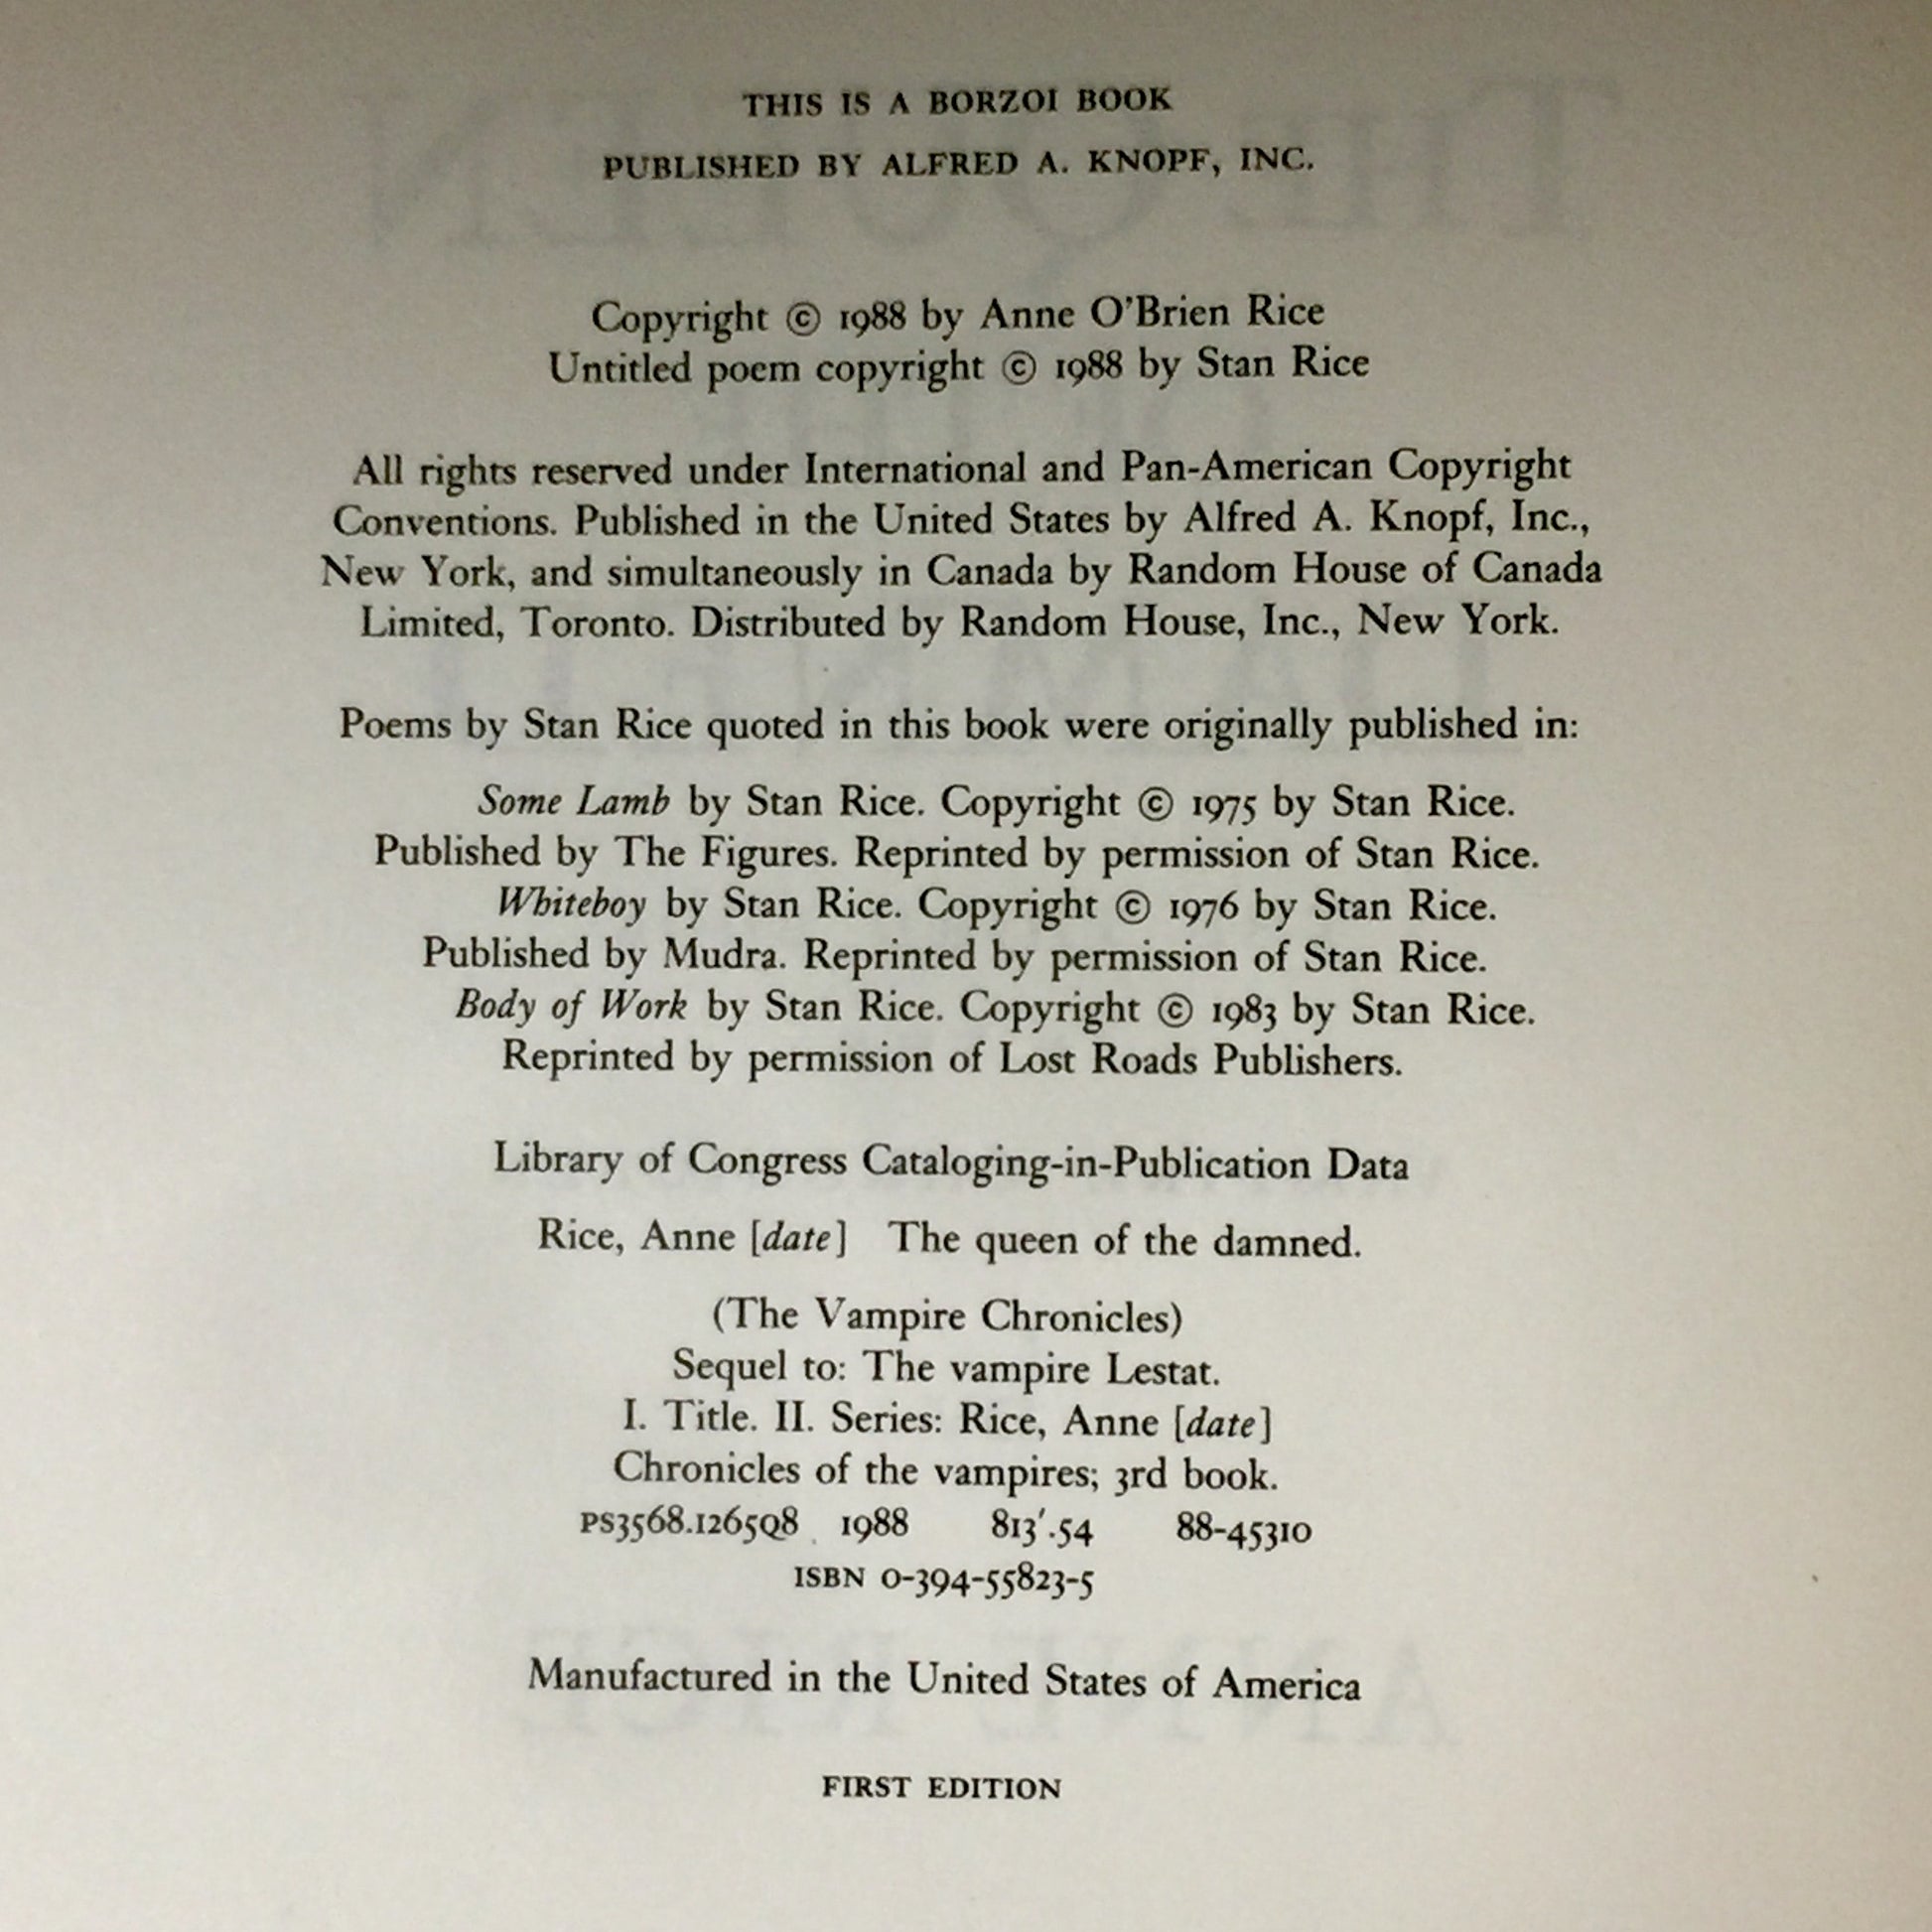 THIS IS A BORZOI BOOK
PUBLISHED BY ALFRED A. KNOPF, INC.
Copyright © 1988 by Anne O'Brien Rice
Untitled poem copyright © 1988 by Stan Rice
All rights reserved under International and Pan-American Copyright
Conventions. Published in the United States by Alfred A. Knopf, Inc.,
New York, and simultaneously in Canada by Random House of Canada
Limited, Toronto. Distributed by Random House, Inc., New York.
Poems by Stan Rice quoted in this book were originally published in:
Some Lamb by Stan Rice. Copyright © 1975 by Stan Rice.
Published by The Figures. Reprinted by permission of Stan Rice.
Whiteboy by Stan Rice. Copyright © 1976 by Stan Rice.
Published by Mudra. Reprinted by permission of Stan Rice.
Body of Work by Stan Rice. Copyright © 1983 by Stan Rice.
Reprinted by permission of Lost Roads Publishers.
Library of Congress Cataloging-in-Publication Data
Rice, Anne [date] The queen of the damned.
(The Vampire Chronicles)
Sequel to: The vampire Lestat.
I. Title. II. Series: Rice, Anne [date]
Chronicles of the vampires; 3rd book.
PS3568.I265Q8 1988 813'.54 88-45310
ISBN 0-394-55823-5
Manufactured in the United States of America
FIRST EDITION